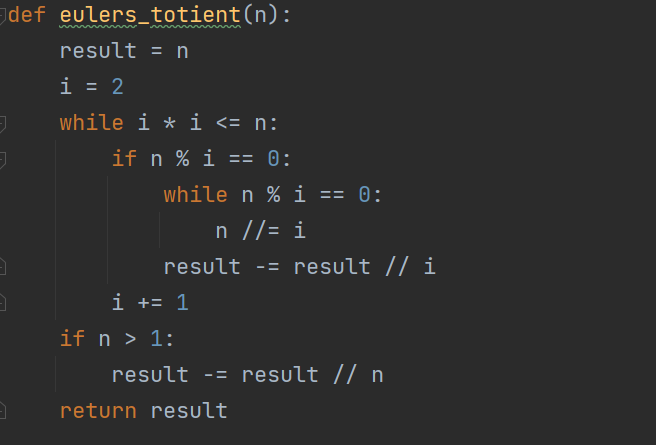 def eulers_totient(n):
    result = n
    i = 2
    while i * i <= n:
        if n % i == 0:
            while n % i == 0:
                n //= i
            result -= result // i
        i += 1
    if n > 1:
        result -= result // n
    return result